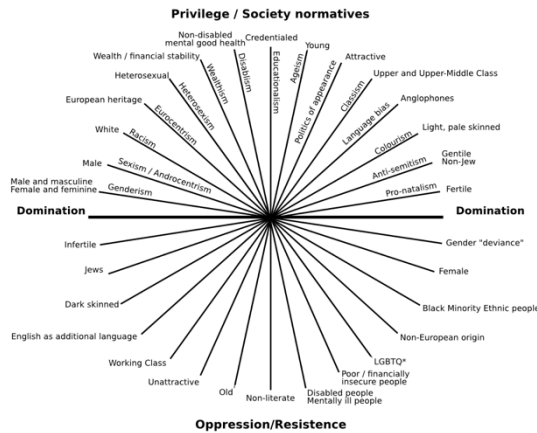 Privilege / Society normatives
Non-disabled
mental good health
Credentialed
Young
Wealth / financial stability
Attractive
Heterosexual
Upper and Upper-Middle Class
European heritage
Anglophones
White
Light, pale skinned
Male
Gentile
Non-Jew
Male and masculine
Female and feminine
Fertile
Genderism
Sexism / Androcentrism
Racism
Eurocentrism
Heterosexism
Wealthism
Disablism
Educationalism
Ageism
Politics of appearance
Classism
Language bias
Colourism
Anti-semitism
Pro-natalism
Domination
Domination
Infertile
Gender "deviance"
Jews
Female
Dark skinned
Black Minority Ethnic people
English as additional language
Non-European origin
Working Class
LGBTQ*
Unattractive
Poor / financially
insecure people
Old
Non-literate
Disabled people
Mentally ill people
Oppression/Resistance